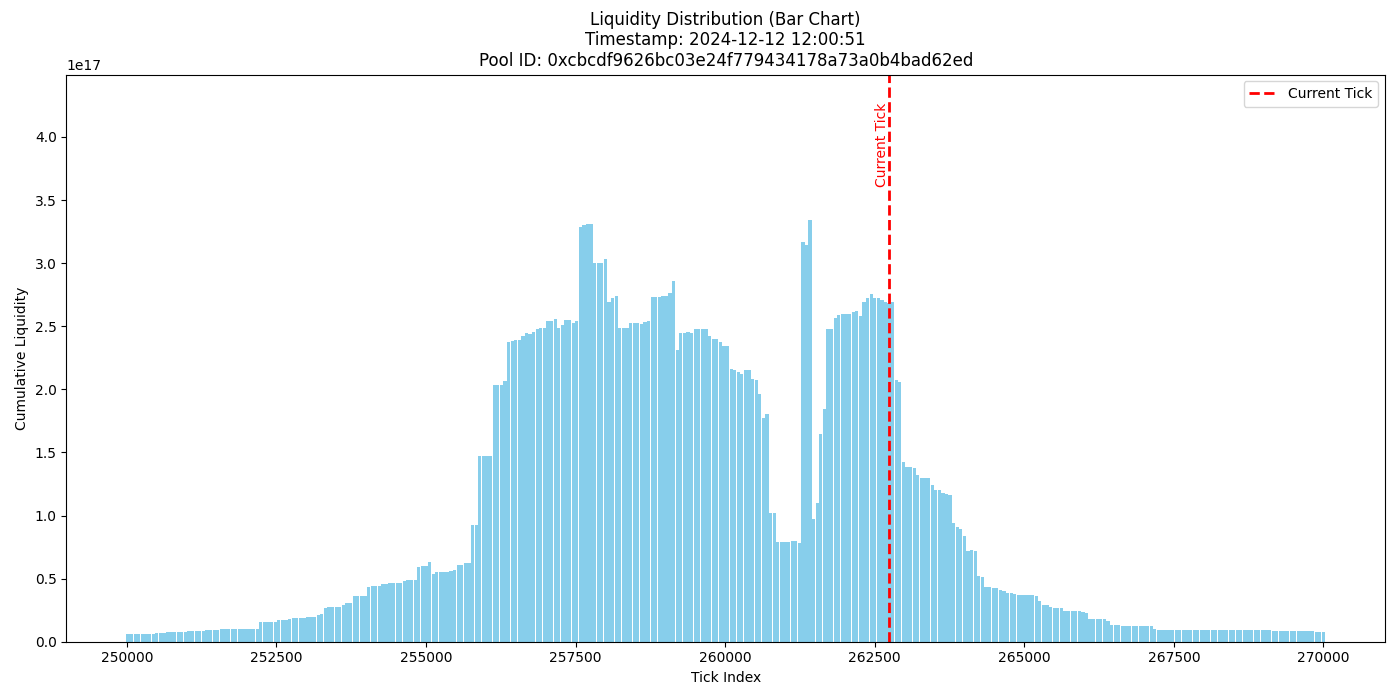 Liquidity Distribution (Bar Chart)
Timestamp: 2024-12-12 12:00:51
Pool ID: 0xcbcdf9626bc03e24f779434178a73a0b4bad62ed
1e17
Current Tick
Current Tick
4.0
3.5
3.0
2.5
2.0
1.5
1.0
0.5
0.0
Cumulative Liquidity
250000 252500 255000 257500 260000 262500 265000 267500 270000
Tick Index